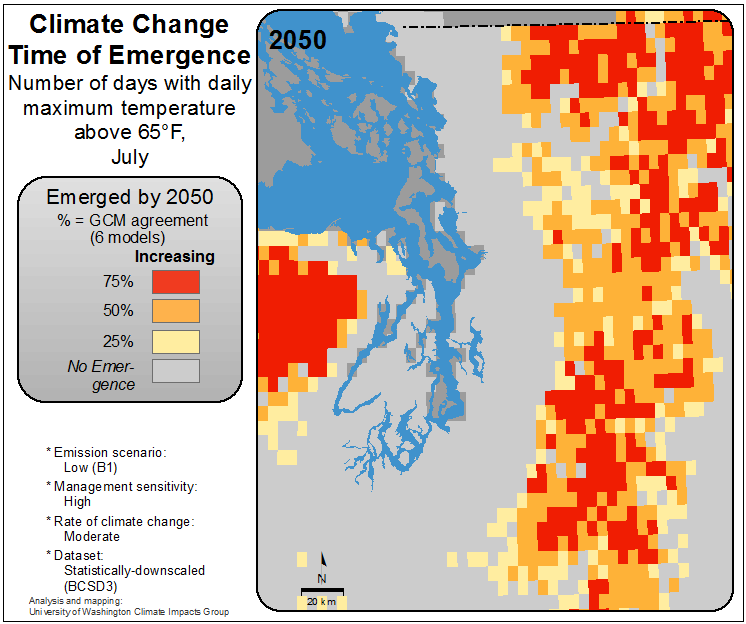 Climate Change
Time of Emergence
Number of days with daily
maximum temperature
above 65°F,
July
Emerged by 2050
% = GCM agreement
(6 models)
Increasing
75%
50%
25%
No Emer-
gence
* Emission scenario:
Low (B1)
* Management sensitivity:
High
* Rate of climate change:
Moderate
* Dataset:
Statistically-downscaled
(BCSD3)
Analysis and mapping:
University of Washington Climate Impacts Group
2050
N
20 km